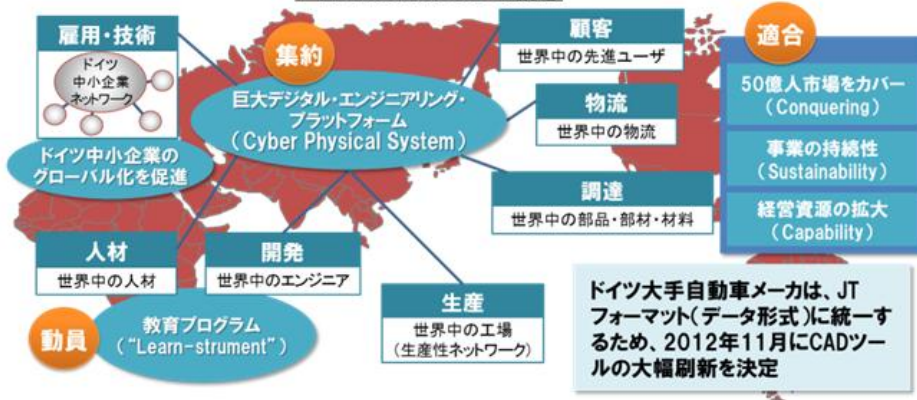 雇用・技術
ドイツ
中小企業
ネットワーク
ドイツ中小企業の
グローバル化を促進
集約
巨大デジタル・エンジニアリング・
プラットフォーム
（Cyber Physical System）
顧客
世界中の先進ユーザ
物流
世界中の物流
調達
世界中の部品・部材・材料
適合
50億人市場をカバー
（Conquering）
事業の持続性
（Sustainability）
経営資源の拡大
（Capability）
人材
世界中の人材
開発
世界中のエンジニア
生産
世界中の工場
（生産性ネットワーク）
動員
教育プログラム
（“Learn-strument”）
ドイツ大手自動車メーカは、JT
フォーマット（データ形式）に統一す
るため、2012年11月にCADツー
ルの大幅刷新を決定